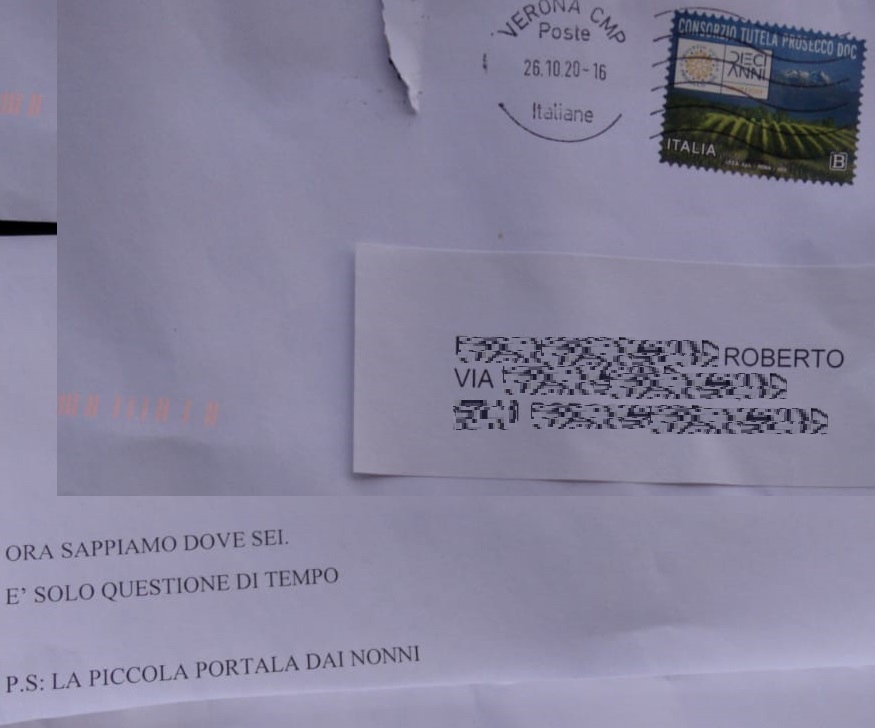 VERONA CMP
Poste
26.10.20-16
Italiane
CONSORZIO TUTELA PROSECCO DOC
DIECI
ANNI
ITALIA
B
ROBERTO
VIA
ORA SAPPIAMO DOVE SEI.
E' SOLO QUESTIONE DI TEMPO
P.S: LA PICCOLA PORTALA DAI NONNI